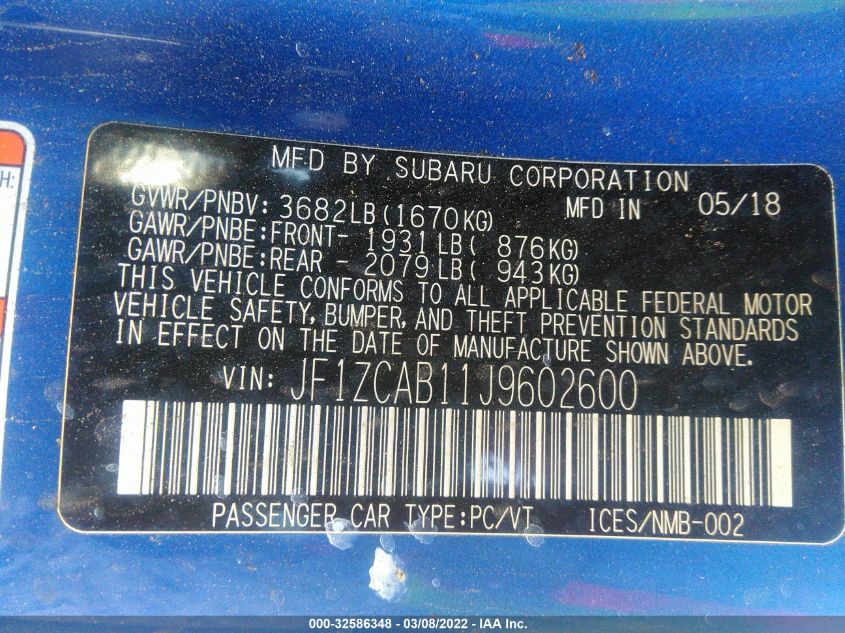 MFD BY SUBARU CORPORATION
GVWR/PNBV: 3682LB(1670KG) MFD IN 05/18
GAWR/PNBE:FRONT- 1931LB( 876KG)
GAWR/PNBE:REAR - 2079LB( 943KG)
THIS VEHICLE CONFORMS TO ALL APPLICABLE FEDERAL MOTOR
VEHICLE SAFETY, BUMPER, AND THEFT PREVENTION STANDARDS
IN EFFECT ON THE DATE OF MANUFACTURE SHOWN ABOVE.
VIN: JF1ZCAB11J9602600
PASSENGER CAR TYPE:PC/VT ICES/NMB-002
TH:
000-32586348 - 03/08/2022 - IAA Inc.